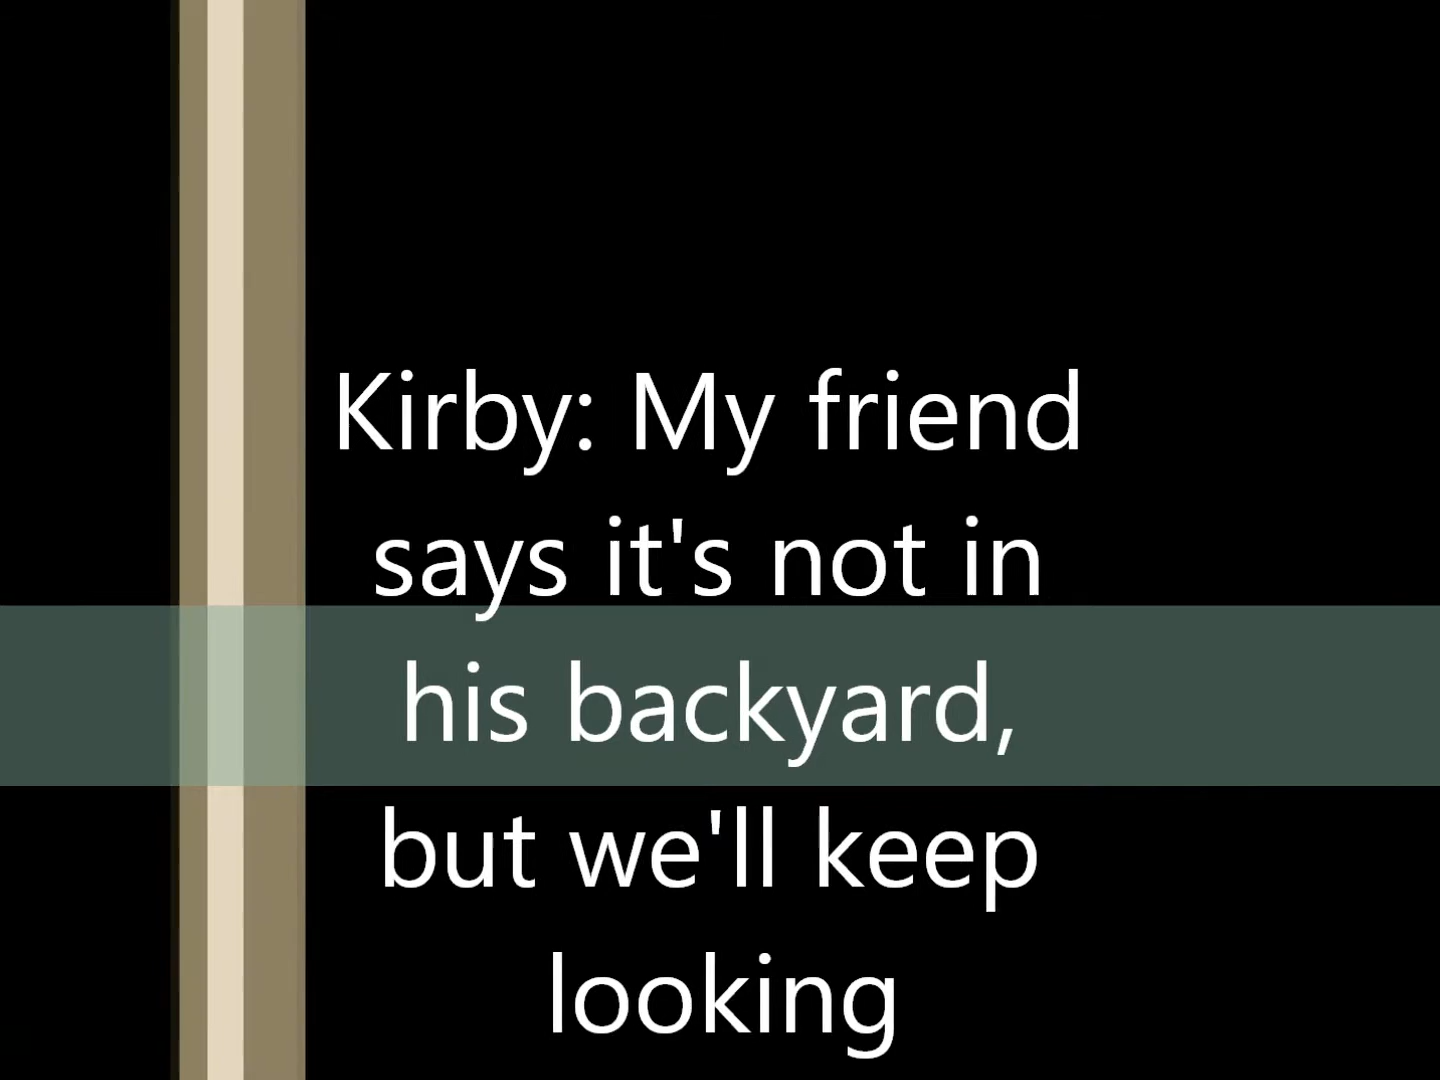 Kirby: My friend
says it's not in
his backyard,
but we'll keep
looking